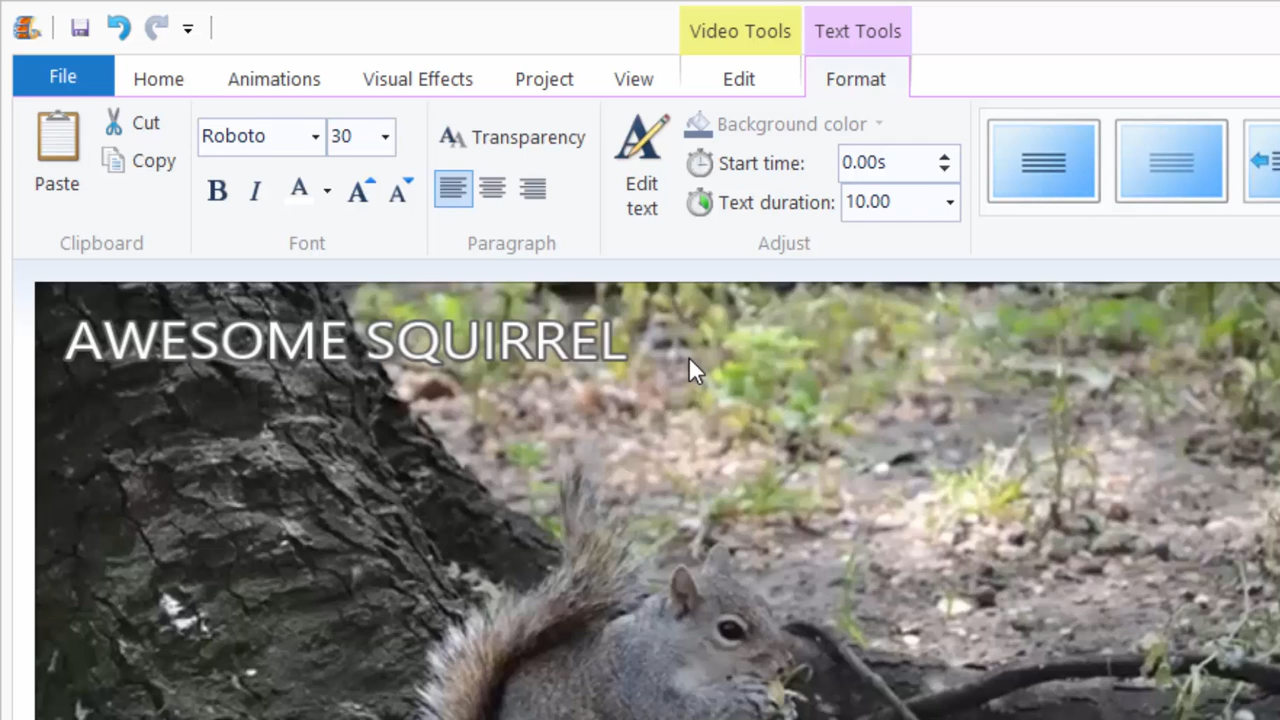 Video Tools Text Tools
File Home Animations Visual Effects Project View Edit Format
Paste
Cut
Copy
Clipboard
Roboto 30
B I A A A
Font
Transparency
Paragraph
Edit text
Background color
Start time: 0.00s
Text duration: 10.00
Adjust
AWESOME SQUIRREL